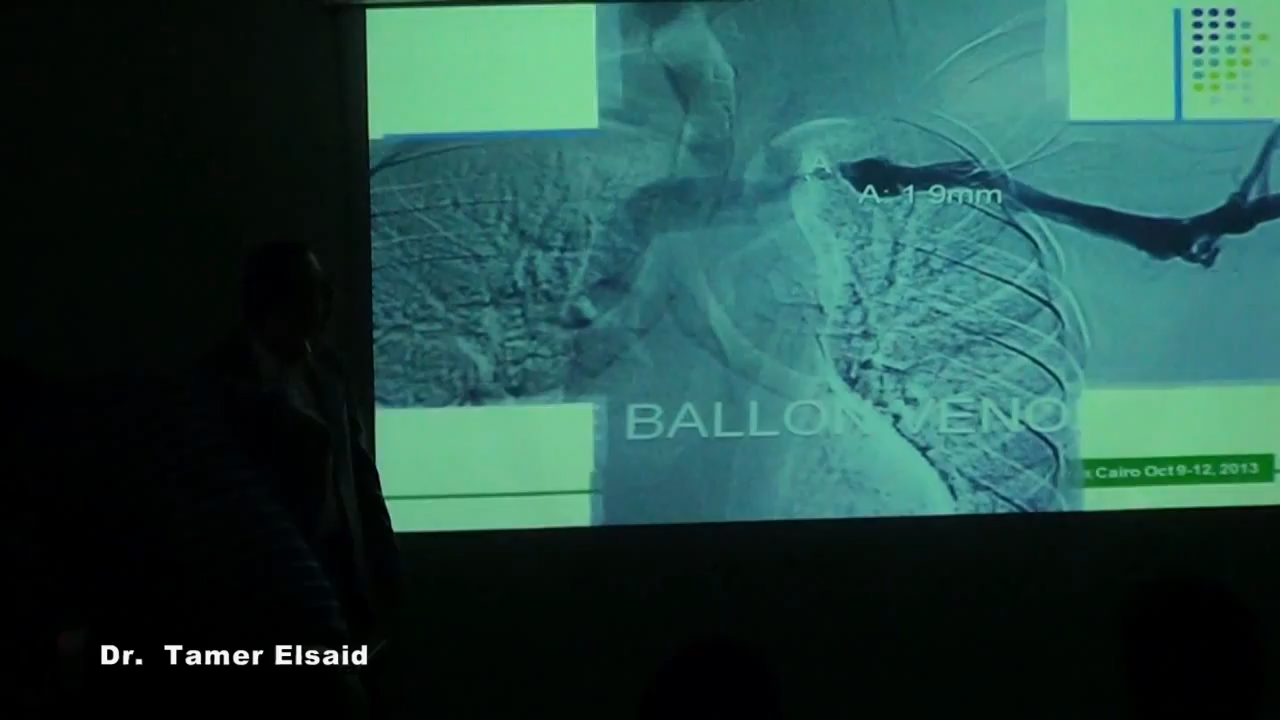 A
A: 1 9mm
BALLON VENO
Cairo Oct 9-12, 2013
Dr. Tamer Elsaid